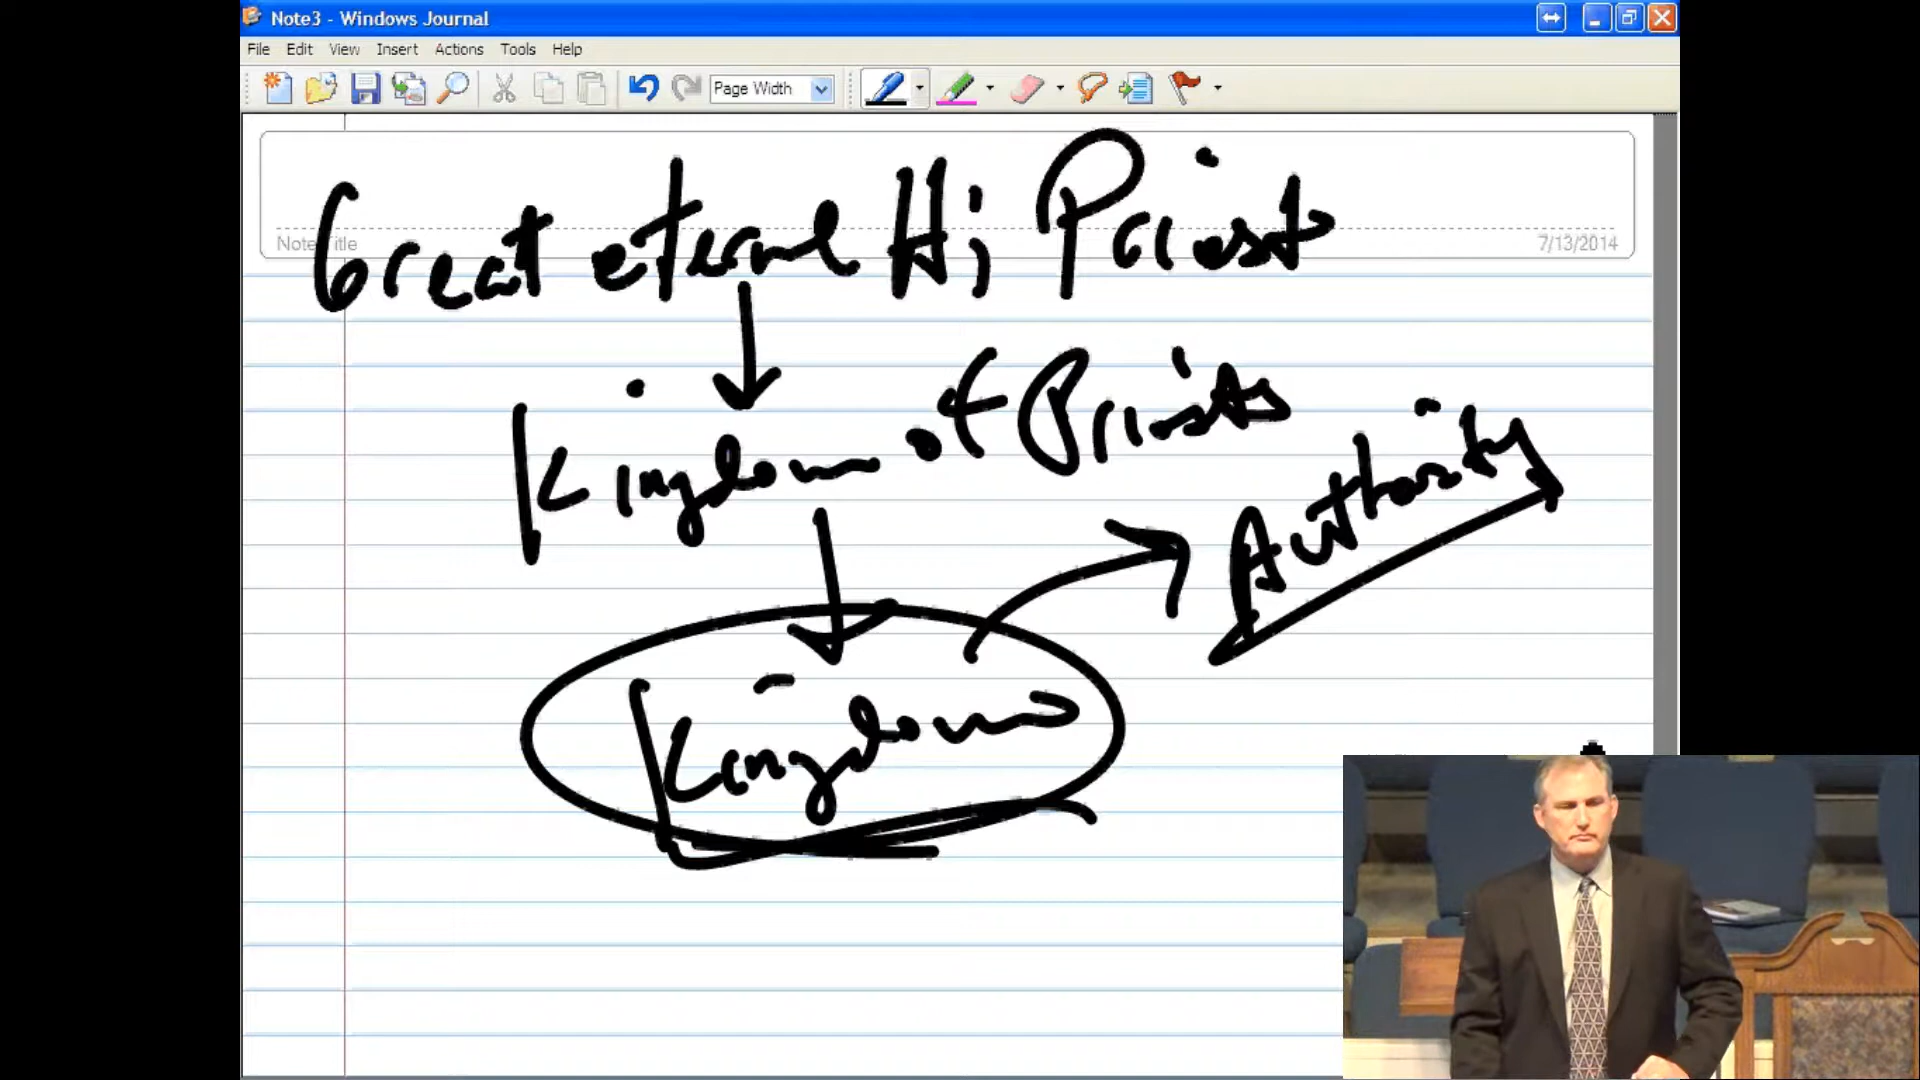 Note3 - Windows Journal
File Edit View Insert Actions Tools Help
Page Width
Great eternal Hi Priest
Note Title
7/13/2014
Kingdom of Priests
Authority
Kingdom